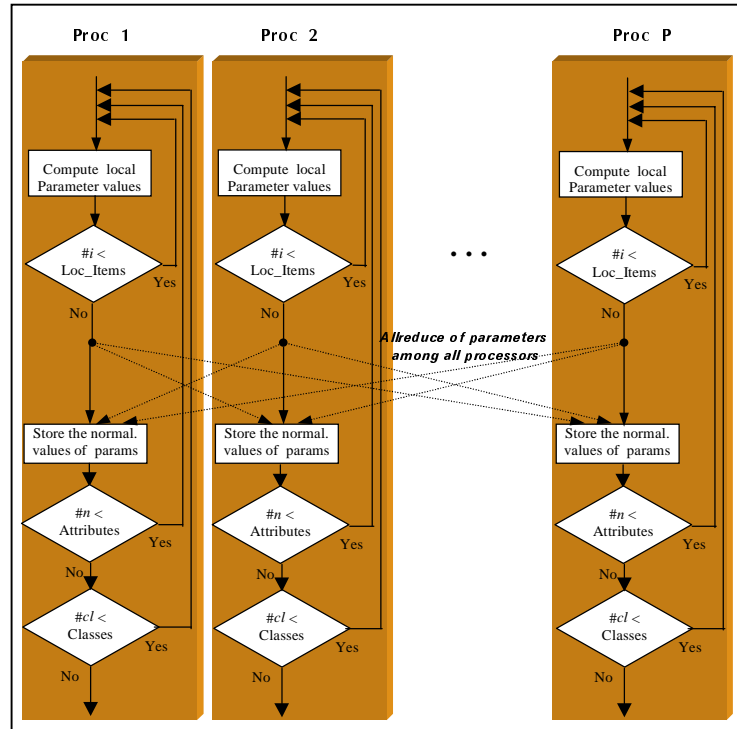 Proc 1
Proc 2
Proc P
Compute local
Parameter values
Compute local
Parameter values
Compute local
Parameter values
#i <
Loc_Items
Yes
No
#i <
Loc_Items
Yes
No
#i <
Loc_Items
Yes
No
...
Allreduce of parameters
among all processors
Store the normal.
values of params
Store the normal.
values of params
Store the normal.
values of params
#n <
Attributes
Yes
No
#n <
Attributes
Yes
No
#n <
Attributes
Yes
No
#cl <
Classes
Yes
No
#cl <
Classes
Yes
No
#cl <
Classes
Yes
No